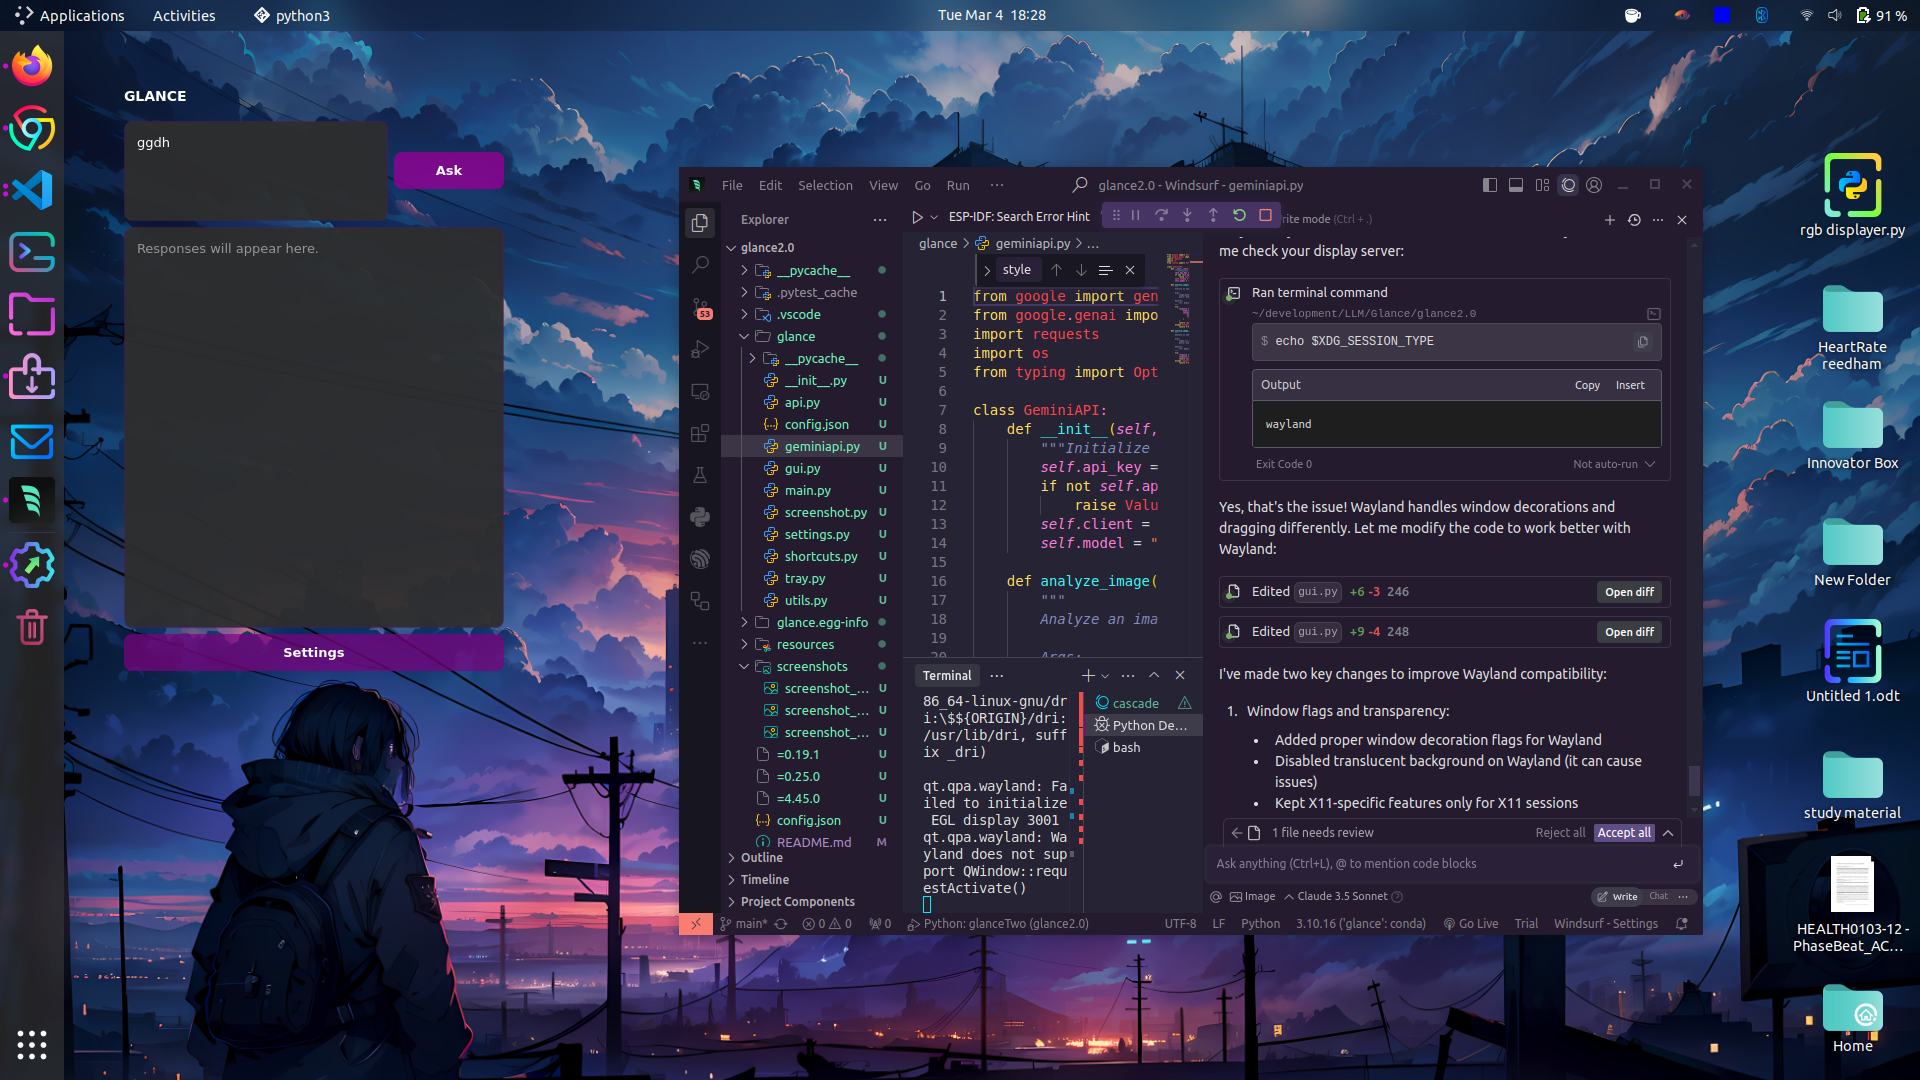 Applications
Activities
python3
Tue Mar 4 18:28
91 %
GLANCE
ggdh
Ask
Responses will appear here.
Settings
File Edit Selection View Go Run ···
glance2.0 - Windsurf - geminiapi.py
Explorer
glance2.0
__pycache__
.pytest_cache
.vscode
glance
__pycache__
__init__.py U
api.py U
config.json U
geminiapi.py U
gui.py U
main.py U
screenshot.py U
settings.py U
shortcuts.py U
tray.py U
utils.py U
glance.egg-info
resources
screenshots
screenshot_... U
screenshot_... U
screenshot_... U
=0.19.1 U
=0.25.0 U
=4.45.0 U
config.json U
README.md M
Outline
Timeline
Project Components
53
ESP-IDF: Search Error Hint
glance > geminiapi.py > ...
style
1 from google import gen
2 from google.genai impo
3 import requests
4 import os
5 from typing import Opt
6
7 class GeminiAPI:
8 def __init__(self,
9 """Initialize
10 self.api_key =
11 if not self.ap
12 raise Valu
13 self.client =
14 self.model = "
15
16 def analyze_image(
17 """
18 Analyze an ima
19
20 Args:
Terminal
86_64-linux-gnu/dr
i:\$${ORIGIN}/dri:
/usr/lib/dri, suff
ix _dri)
qt.qpa.wayland: Fa
iled to initialize
EGL display 3001
qt.qpa.wayland: Wa
yland does not sup
port QWindow::requ
estActivate()
cascade
Python De...
bash
rite mode (Ctrl + .)
me check your display server:
Ran terminal command
~/development/LLM/Glance/glance2.0
$ echo $XDG_SESSION_TYPE
Output Copy Insert
wayland
Exit Code 0 Not auto-run
Yes, that's the issue! Wayland handles window decorations and
dragging differently. Let me modify the code to work better with
Wayland:
Edited gui.py +6 -3 246 Open diff
Edited gui.py +9 -4 248 Open diff
I've made two key changes to improve Wayland compatibility:
1. Window flags and transparency:
• Added proper window decoration flags for Wayland
• Disabled translucent background on Wayland (it can cause
issues)
• Kept X11-specific features only for X11 sessions
1 file needs review Reject all Accept all
Ask anything (Ctrl+L), @ to mention code blocks
Image Claude 3.5 Sonnet Write Chat ···
main* 0 0 0 Python: glanceTwo (glance2.0) UTF-8 LF Python 3.10.16 ('glance': conda) Go Live Trial Windsurf - Settings
rgb displayer.py
HeartRate
reedham
Innovator Box
New Folder
Untitled 1.odt
study material
HEALTH0103-12 -
PhaseBeat_AC...
Home